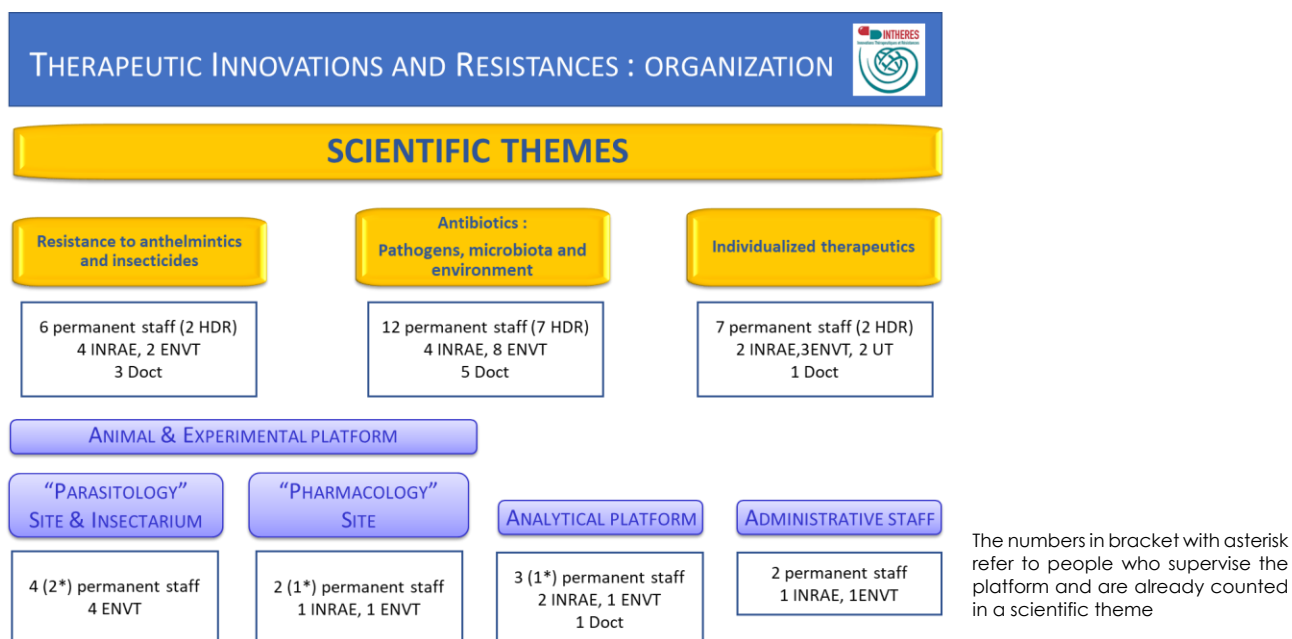 THERAPEUTIC INNOVATIONS AND RESISTANCES : ORGANIZATION
INTHERES
Innovations Thérapeutiques et Résistances
SCIENTIFIC THEMES
Resistance to anthelmintics
and insecticides
Antibiotics :
Pathogens, microbiota and
environment
Individualized therapeutics
6 permanent staff (2 HDR)
4 INRAE, 2 ENVT
3 Doct
12 permanent staff (7 HDR)
4 INRAE, 8 ENVT
5 Doct
7 permanent staff (2 HDR)
2 INRAE,3ENVT, 2 UT
1 Doct
ANIMAL & EXPERIMENTAL PLATFORM
“PARASITOLOGY”
SITE & INSECTARIUM
“PHARMACOLOGY”
SITE
ANALYTICAL PLATFORM
ADMINISTRATIVE STAFF
4 (2*) permanent staff
4 ENVT
2 (1*) permanent staff
1 INRAE, 1 ENVT
3 (1*) permanent staff
2 INRAE, 1 ENVT
1 Doct
2 permanent staff
1 INRAE, 1ENVT
The numbers in bracket with asterisk
refer to people who supervise the
platform and are already counted
in a scientific theme